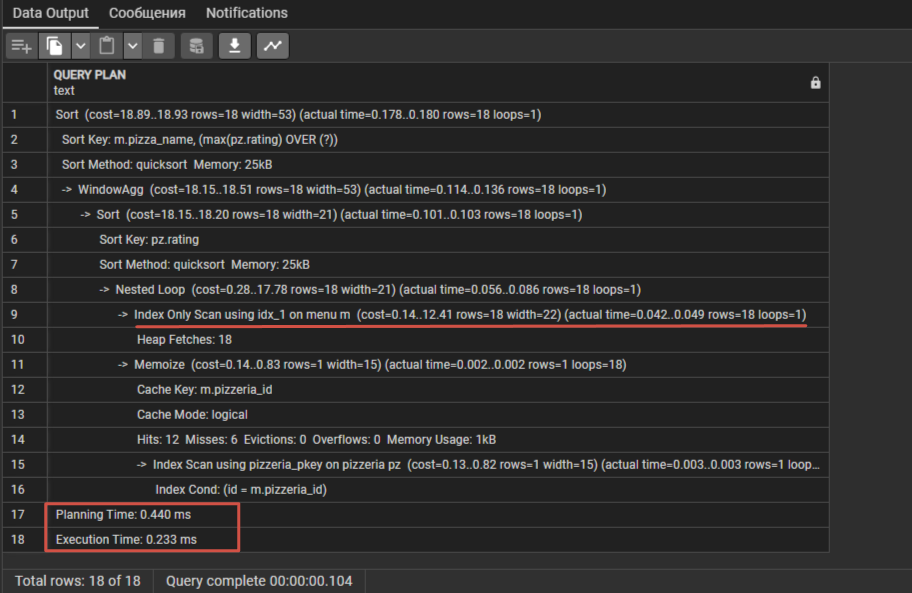 Data Output Сообщения Notifications
QUERY PLAN
text
1 Sort (cost=18.89..18.93 rows=18 width=53) (actual time=0.178..0.180 rows=18 loops=1)
2 Sort Key: m.pizza_name, (max(pz.rating) OVER (?))
3 Sort Method: quicksort Memory: 25kB
4 -> WindowAgg (cost=18.15..18.51 rows=18 width=53) (actual time=0.114..0.136 rows=18 loops=1)
5 -> Sort (cost=18.15..18.20 rows=18 width=21) (actual time=0.101..0.103 rows=18 loops=1)
6 Sort Key: pz.rating
7 Sort Method: quicksort Memory: 25kB
8 -> Nested Loop (cost=0.28..17.78 rows=18 width=21) (actual time=0.056..0.086 rows=18 loops=1)
9 -> Index Only Scan using idx_1 on menu m (cost=0.14..12.41 rows=18 width=22) (actual time=0.042..0.049 rows=18 loops=1)
10 Heap Fetches: 18
11 -> Memoize (cost=0.14..0.83 rows=1 width=15) (actual time=0.002..0.002 rows=1 loops=18)
12 Cache Key: m.pizzeria_id
13 Cache Mode: logical
14 Hits: 12 Misses: 6 Evictions: 0 Overflows: 0 Memory Usage: 1kB
15 -> Index Scan using pizzeria_pkey on pizzeria pz (cost=0.13..0.82 rows=1 width=15) (actual time=0.003..0.003 rows=1 loop...
16 Index Cond: (id = m.pizzeria_id)
17 Planning Time: 0.440 ms
18 Execution Time: 0.233 ms
Total rows: 18 of 18 Query complete 00:00:00.104